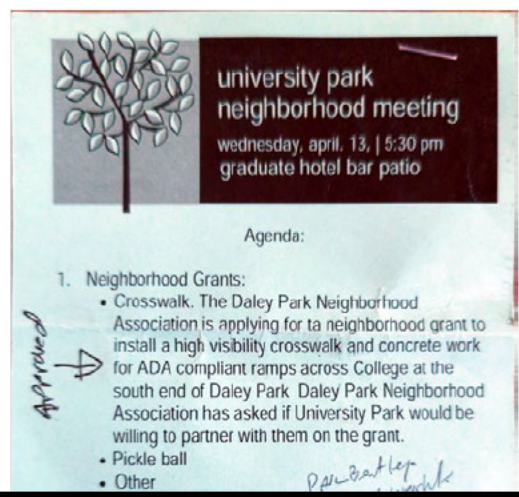 university park
neighborhood meeting
wednesday, april. 13, | 5:30 pm
graduate hotel bar patio
Agenda:
1. Neighborhood Grants:
• Crosswalk. The Daley Park Neighborhood
Association is applying for ta neighborhood grant to
install a high visibility crosswalk and concrete work
for ADA compliant ramps across College at the
south end of Daley Park Daley Park Neighborhood
Association has asked if University Park would be
willing to partner with them on the grant.
• Pickle ball
• Other
Approved